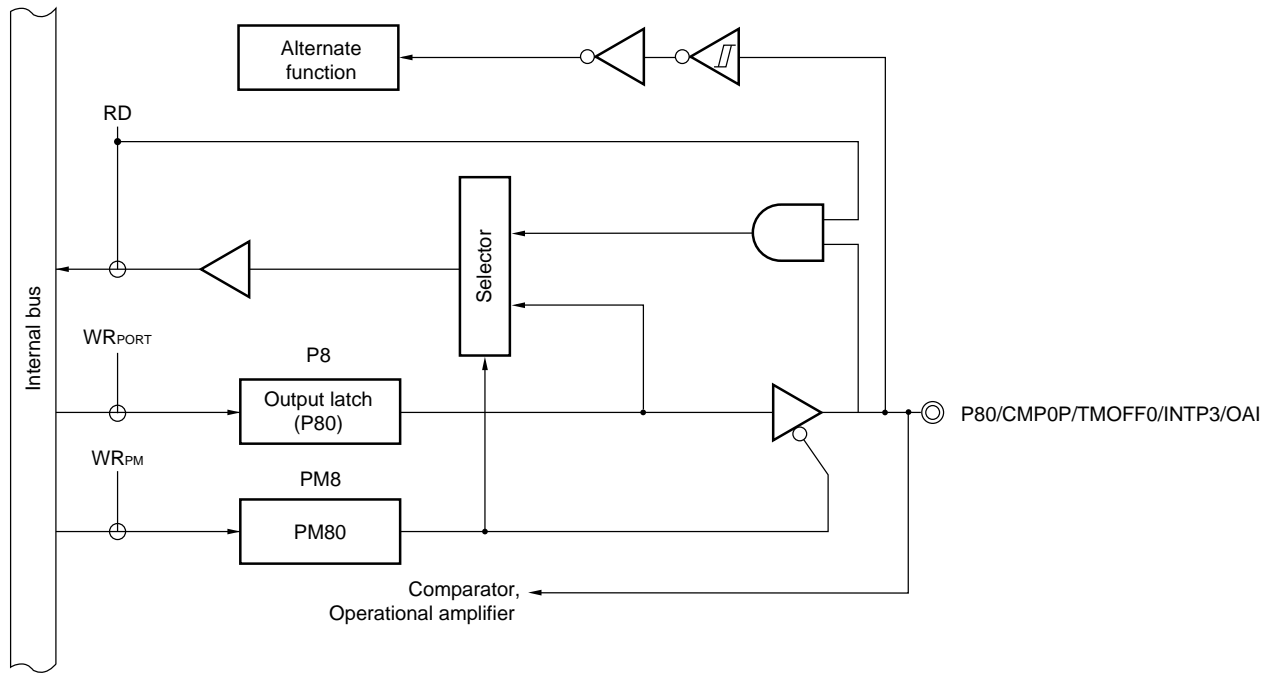 Alternate
function
RD
Selector
Internal bus
WRPORT
P8
Output latch
(P80)
P80/CMP0P/TMOFF0/INTP3/OAI
WRPM
PM8
PM80
Comparator,
Operational amplifier